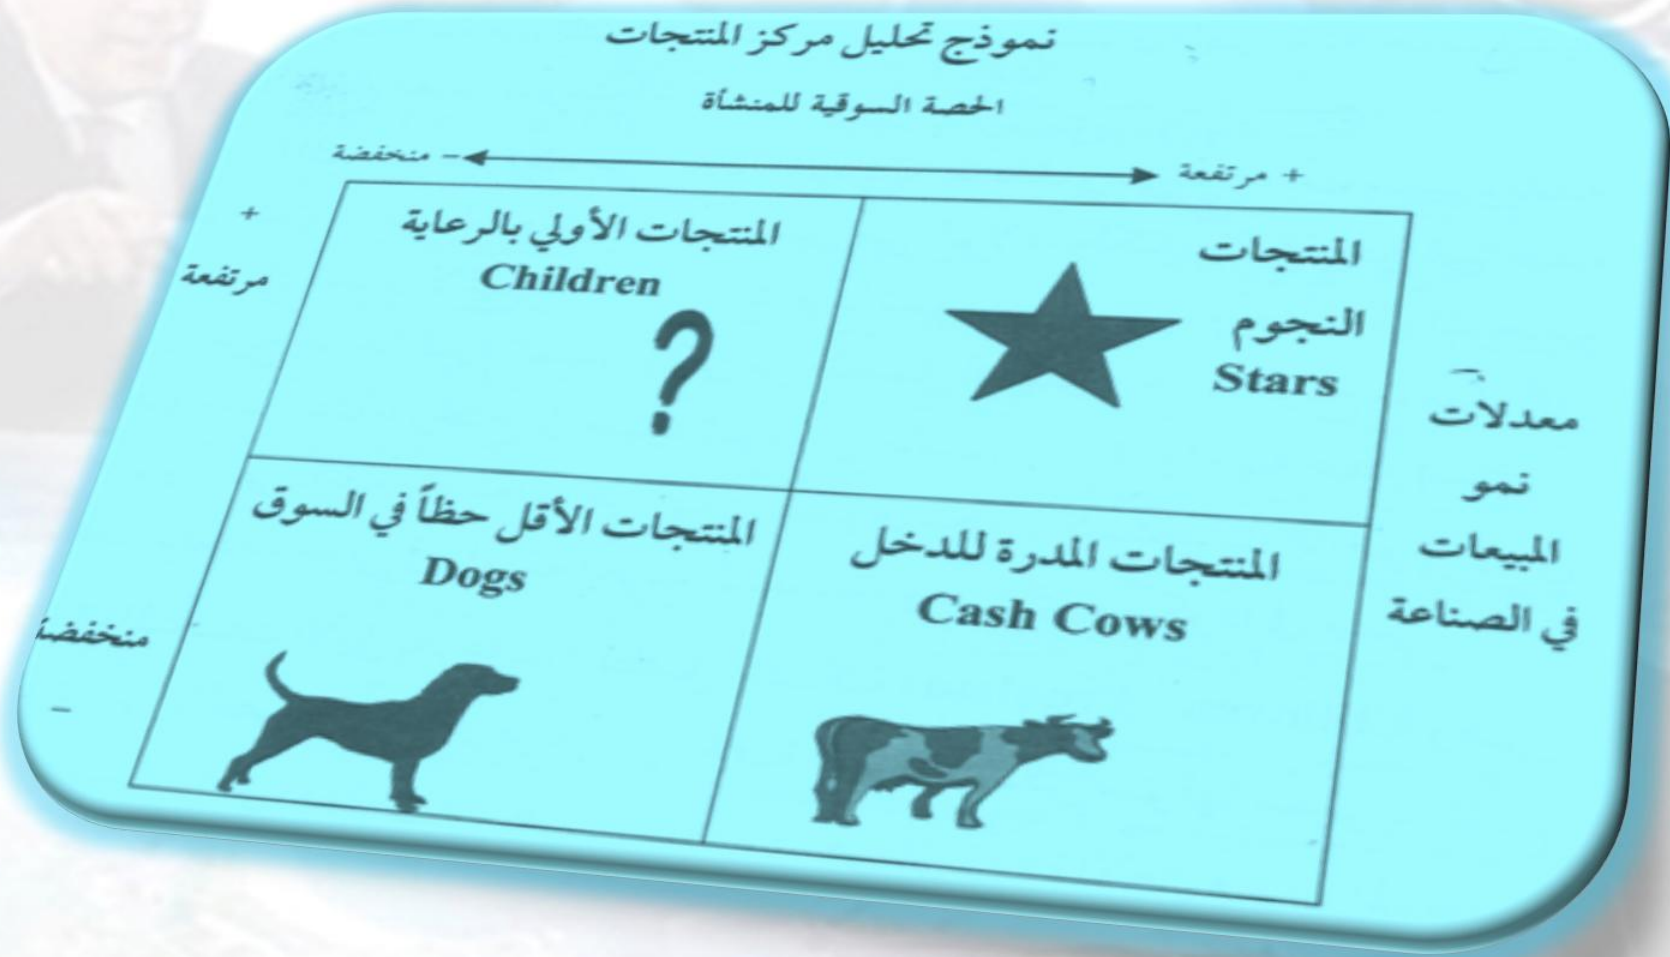 نموذج تحليل مركز المنتجات
الحصة السوقية للمنشأة
+ مرتفعة
منخفضة -
+
مرتفعة
المنتجات
النجوم
Stars
المنتجات الأولي بالرعاية
Children
?
معدلات
نمو
المبيعات
في الصناعة
المنتجات المدرة للدخل
Cash Cows
المنتجات الأقل حظاً في السوق
Dogs
منخفضة
-